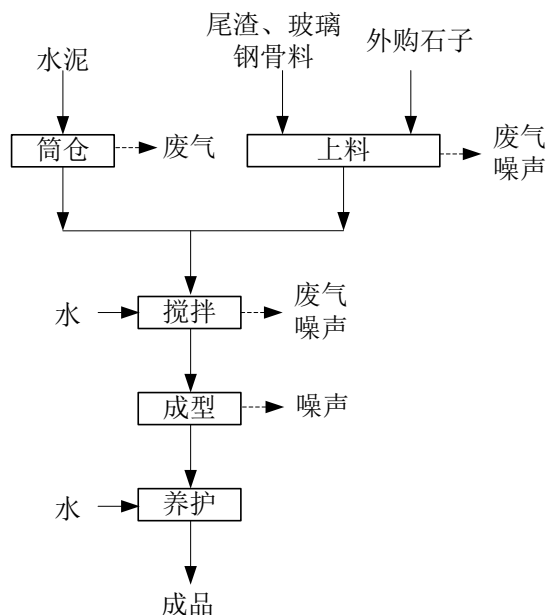 尾渣、玻璃
钢骨料
外购石子
水泥
筒仓
废气
上料
废气
噪声
水
搅拌
废气
噪声
成型
噪声
水
养护
成品